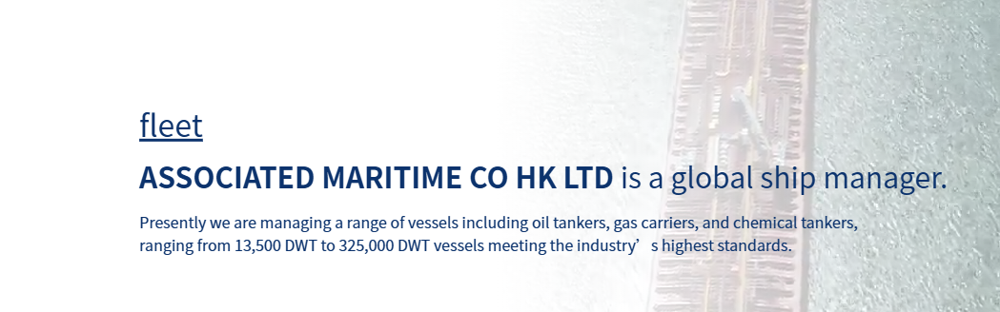 fleet
ASSOCIATED MARITIME CO HK LTD is a global ship manager.
Presently we are managing a range of vessels including oil tankers, gas carriers, and chemical tankers,
ranging from 13,500 DWT to 325,000 DWT vessels meeting the industry’s highest standards.